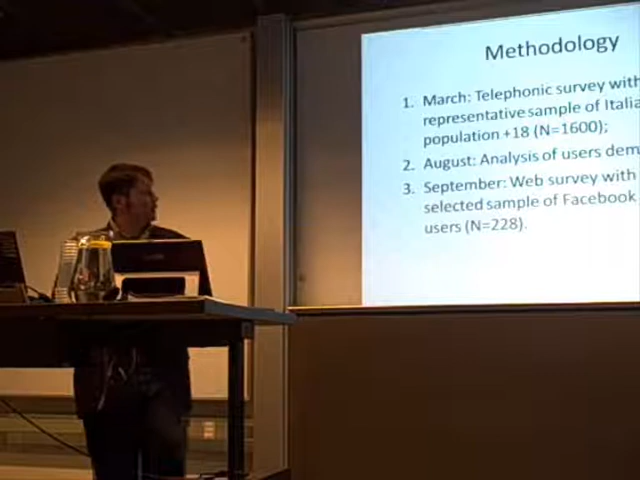 Methodology
1. March: Telephonic survey with
representative sample of Italia
population +18 (N=1600);
2. August: Analysis of users dem
3. September: Web survey with
selected sample of Facebook
users (N=228).